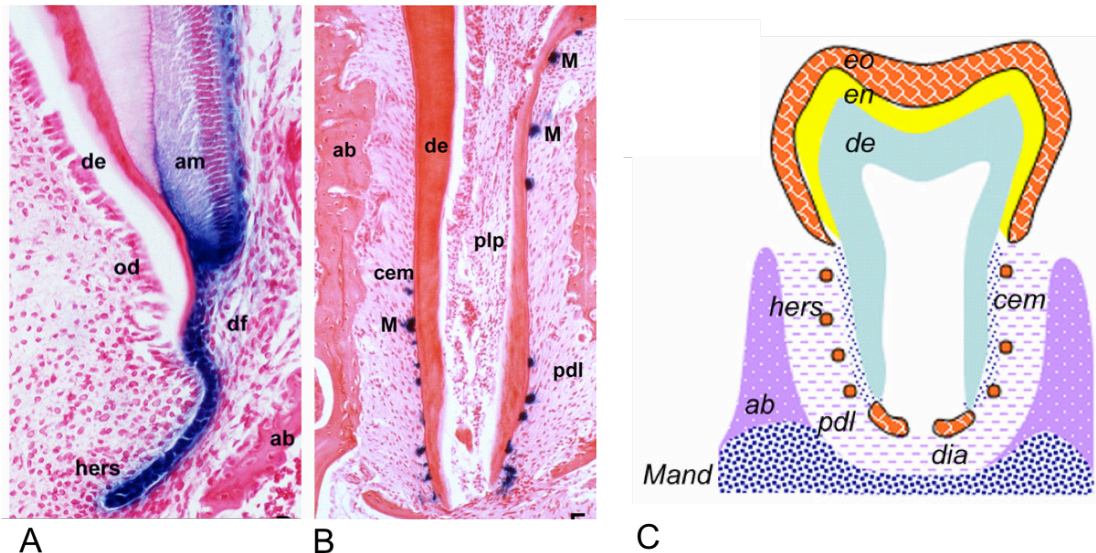 de
am
od
df
ab
hers
A
M
M
ab
de
plp
cem
M
pdl
B
eo
en
de
hers
cem
ab
pdl
dia
Mand
C